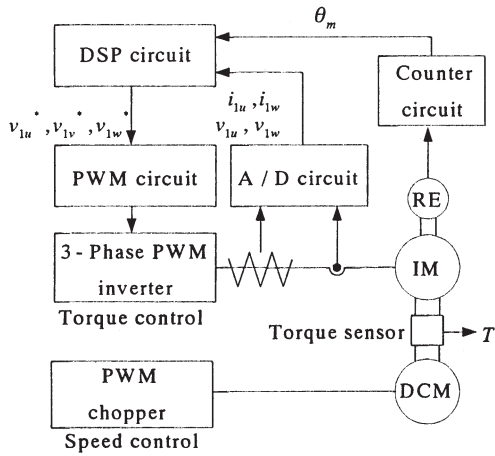 θm
DSP circuit
Counter
circuit
i1u , i1w
v1u , v1w
v1u*, v1v*, v1w*
PWM circuit
A / D circuit
RE
3 - Phase PWM
inverter
IM
Torque control
Torque sensor
T
PWM
chopper
DCM
Speed control